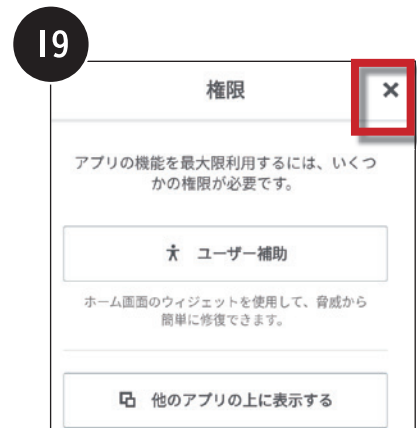 19
権限
×
アプリの機能を最大限利用するには、いくつ
かの権限が必要です。
ユーザー補助
ホーム画面のウィジェットを使用して、脅威から
簡単に修復できます。
他のアプリの上に表示する